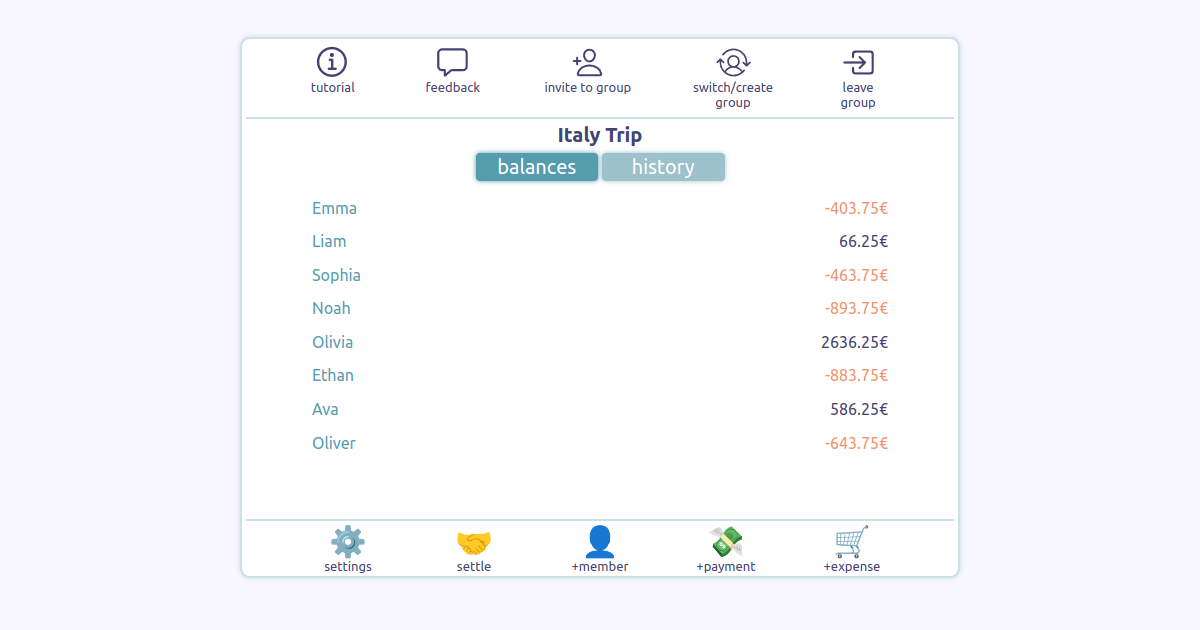 tutorial
feedback
invite to group
switch/create
group
leave
group
Italy Trip
balances
history
Emma -403.75€
Liam 66.25€
Sophia -463.75€
Noah -893.75€
Olivia 2636.25€
Ethan -883.75€
Ava 586.25€
Oliver -643.75€
settings
settle
+member
+payment
+expense